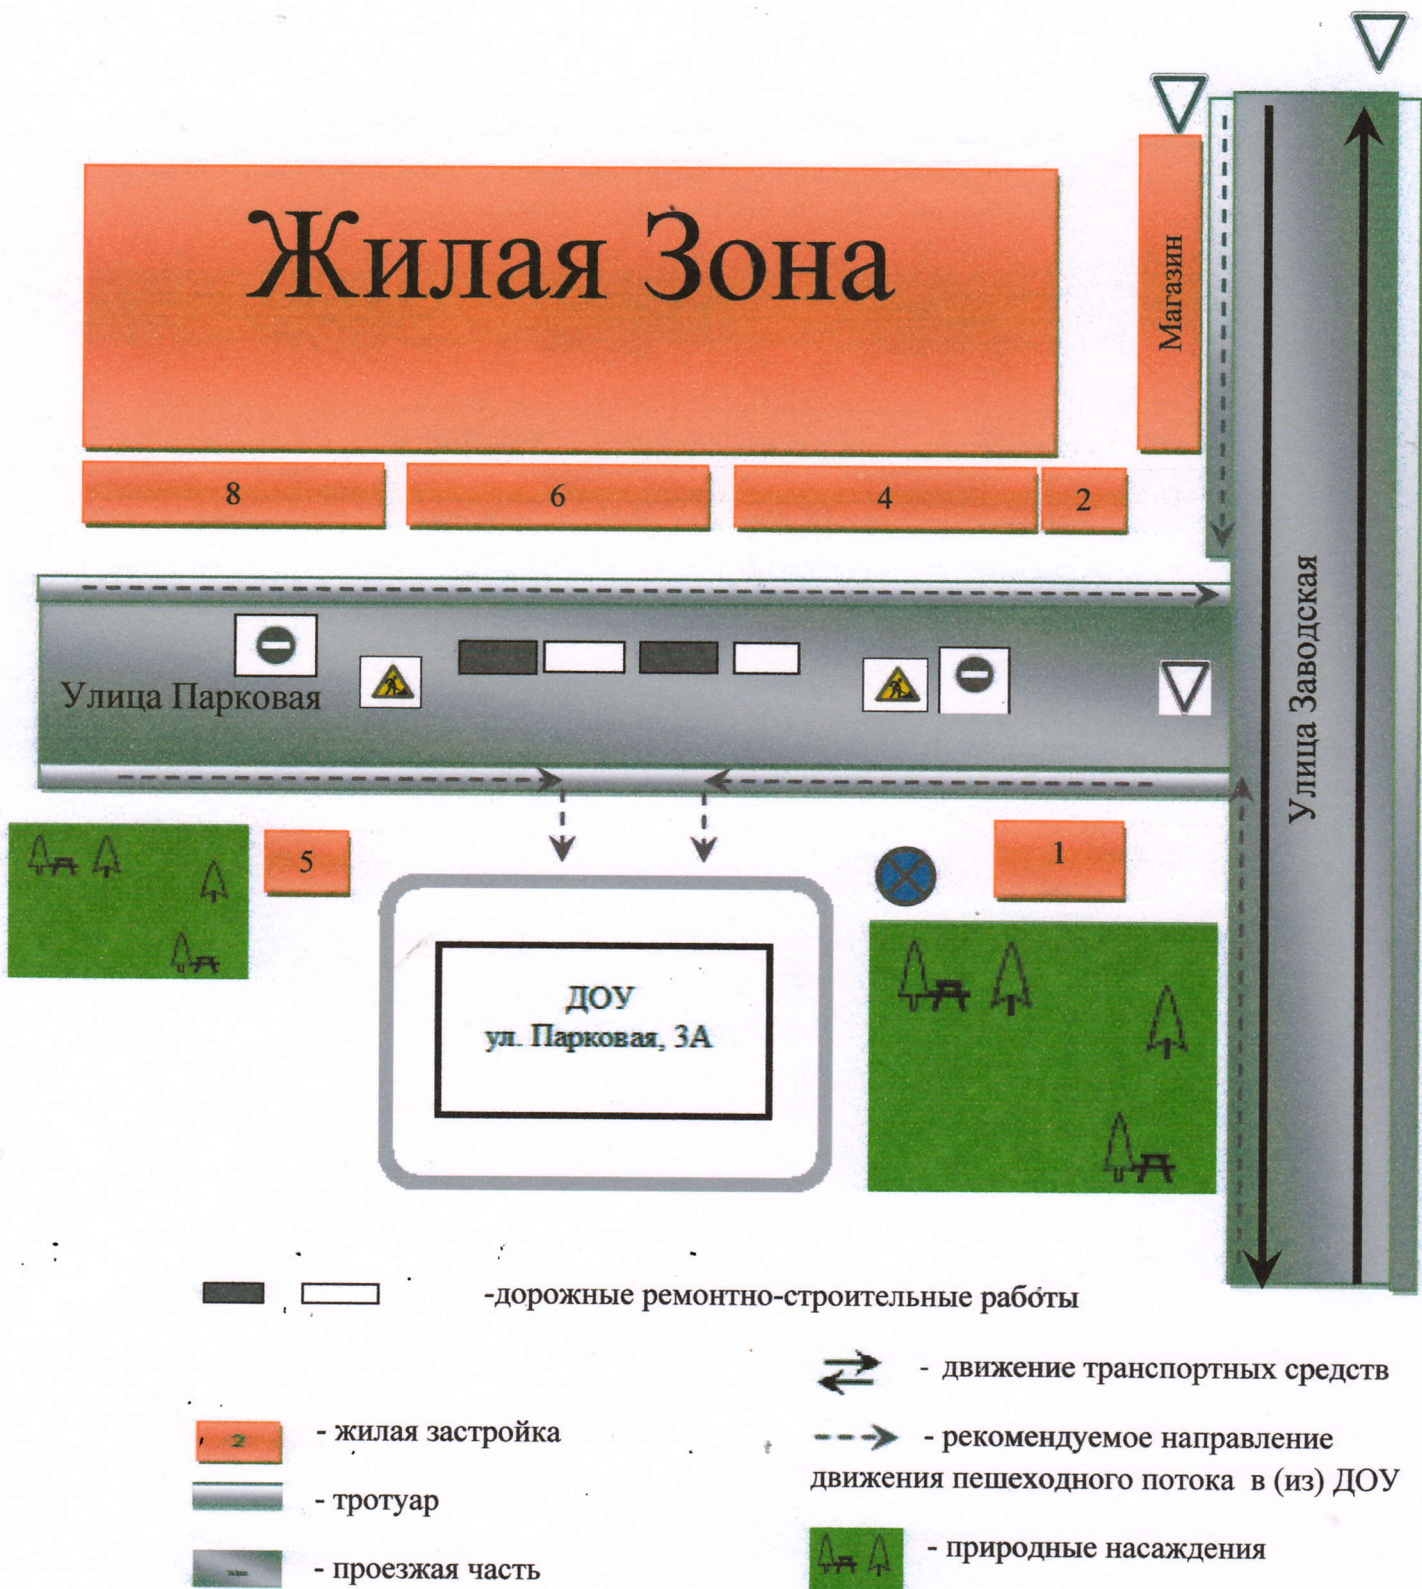 Жилая Зона
Магазин
8
6
4
2
Улица Парковая
Улица Заводская
5
1
ДОУ
ул. Парковая, 3А
-дорожные ремонтно-строительные работы
- движение транспортных средств
2
- жилая застройка
- рекомендуемое направление
движения пешеходного потока в (из) ДОУ
- тротуар
- природные насаждения
- проезжая часть